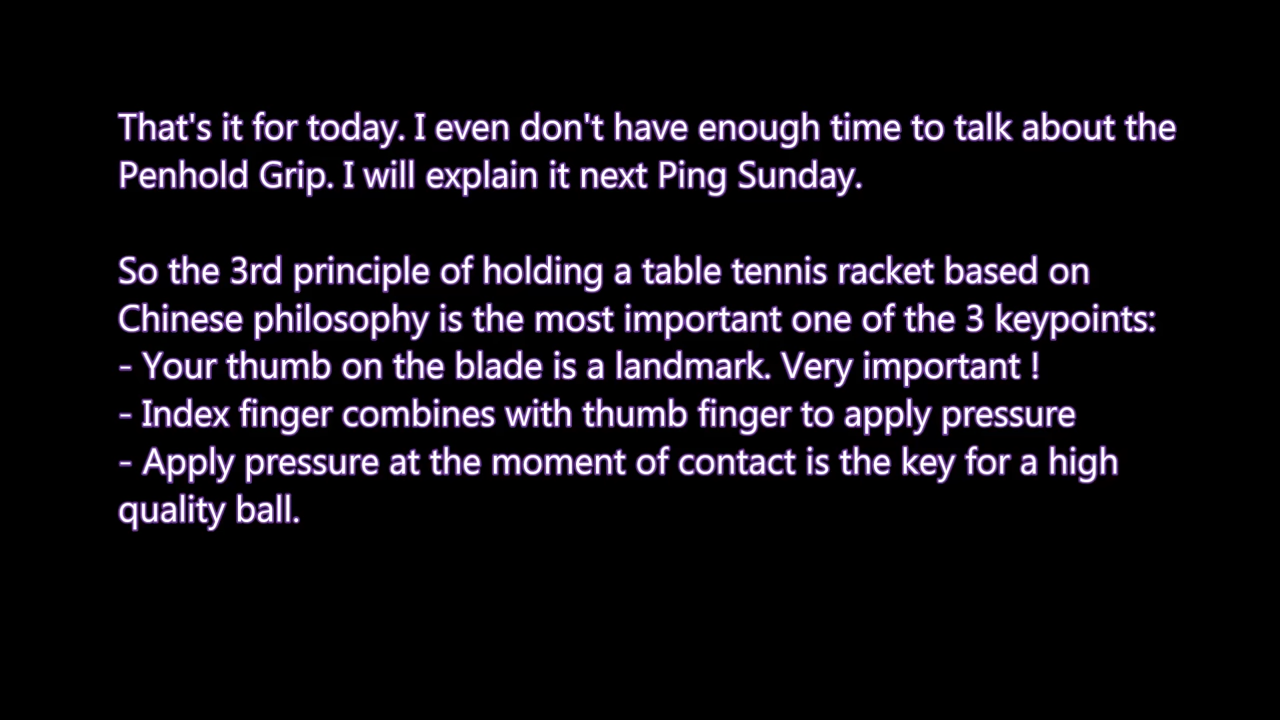 That's it for today. I even don't have enough time to talk about the
Penhold Grip. I will explain it next Ping Sunday.
So the 3rd principle of holding a table tennis racket based on
Chinese philosophy is the most important one of the 3 keypoints:
- Your thumb on the blade is a landmark. Very important !
- Index finger combines with thumb finger to apply pressure
- Apply pressure at the moment of contact is the key for a high
quality ball.